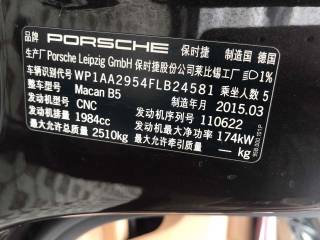 品牌 PORSCHE 保时捷 制造国 德国
生产厂 Porsche Leipzig GmbH 保时捷股份公司莱比锡工厂 1%
车辆识别代号 WP1AA2954FLB24581 乘坐人数 5
整车型号 Macan B5 制造年月 2015.03
发动机型号 CNC 发动机序列号 110622
发动机排量 1984cc 发动机最大净功率 174kW
最大允许总质量 2510kg 最大允许牵引质量 — kg